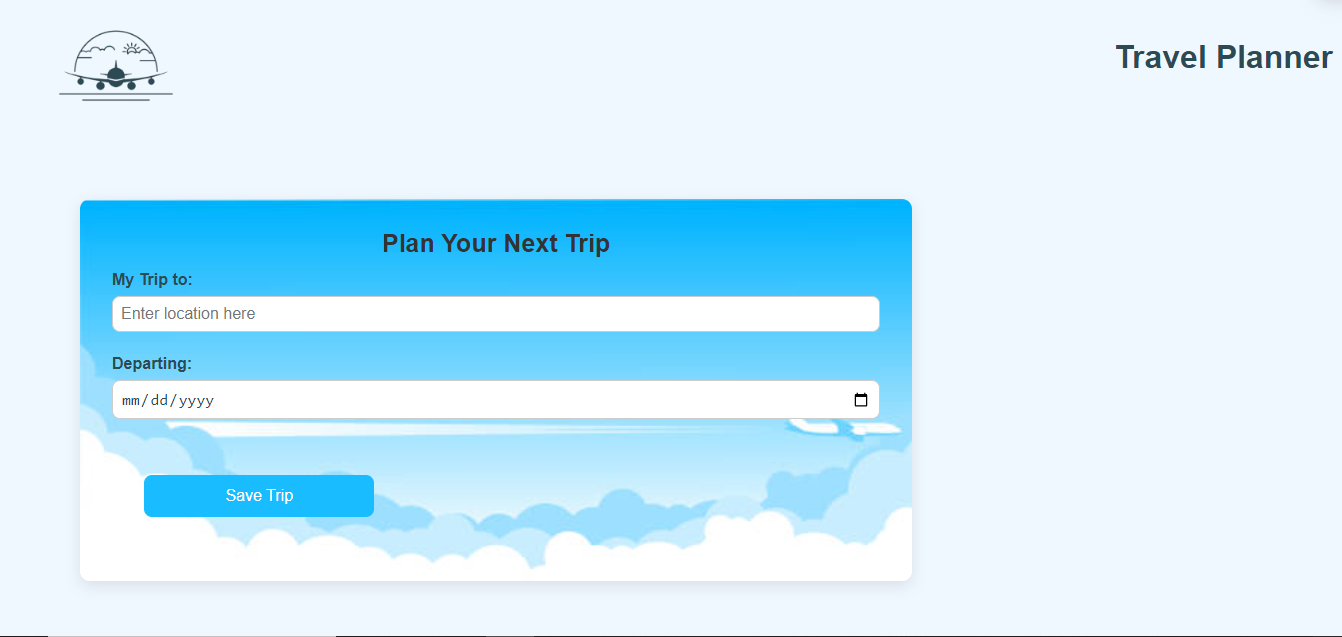 Travel Planner
Plan Your Next Trip
My Trip to:
Enter location here
Departing:
mm/dd/yyyy
Save Trip